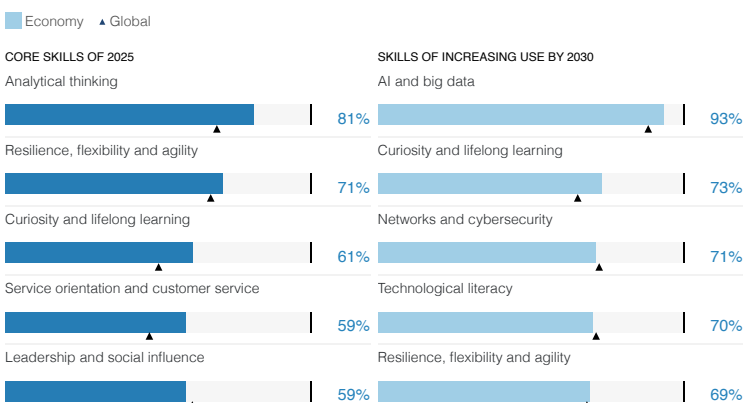 Economy Global
CORE SKILLS OF 2025
Analytical thinking
81%
Resilience, flexibility and agility
71%
Curiosity and lifelong learning
61%
Service orientation and customer service
59%
Leadership and social influence
59%
SKILLS OF INCREASING USE BY 2030
AI and big data
93%
Curiosity and lifelong learning
73%
Networks and cybersecurity
71%
Technological literacy
70%
Resilience, flexibility and agility
69%